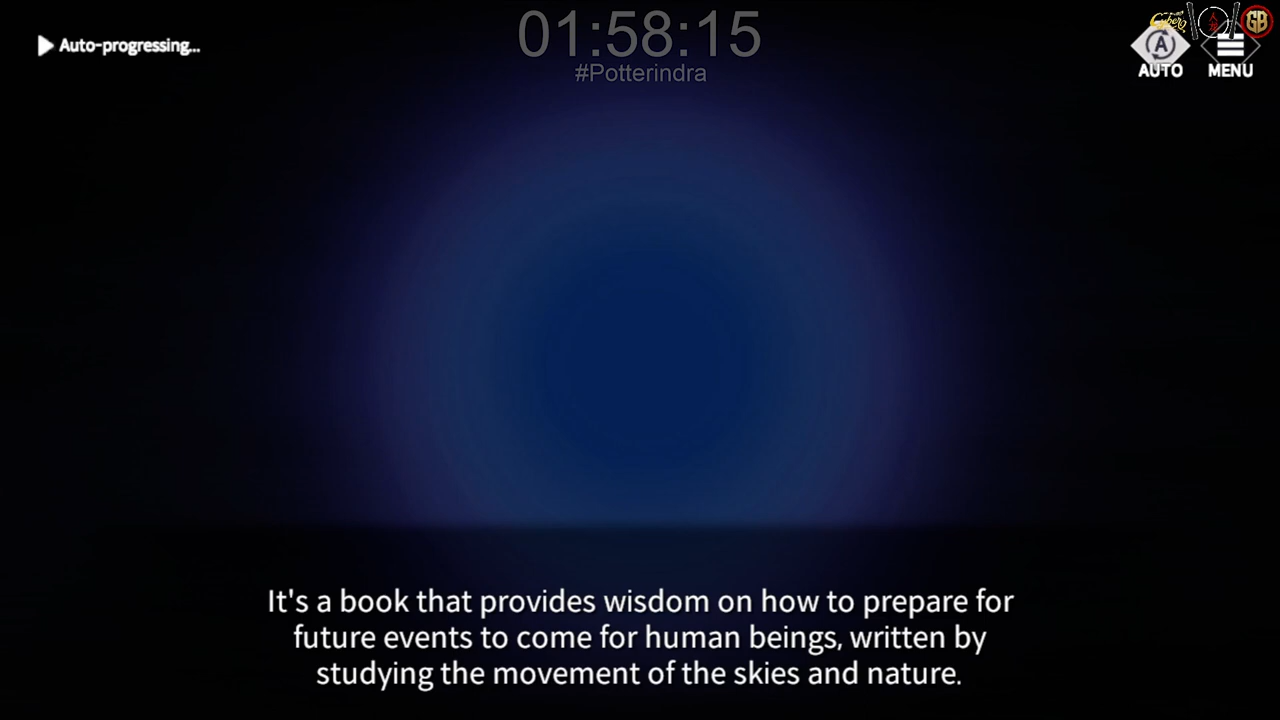 01:58:15
#Potterindra
Auto-progressing...
AUTO
MENU
It's a book that provides wisdom on how to prepare for
future events to come for human beings, written by
studying the movement of the skies and nature.